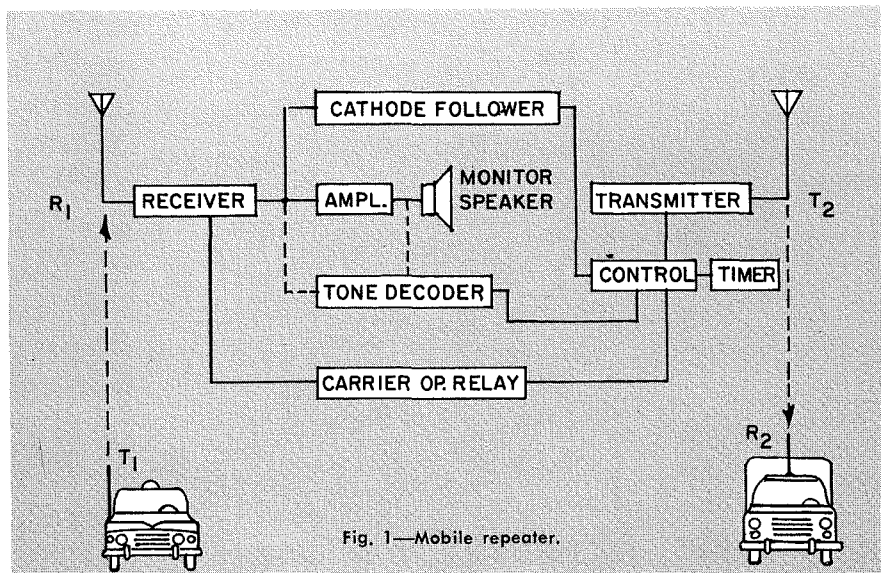 CATHODE FOLLOWER
R1
RECEIVER
AMPL.
MONITOR
SPEAKER
TRANSMITTER
T2
TONE DECODER
CONTROL
TIMER
CARRIER OP. RELAY
T1
R2
Fig. 1—Mobile repeater.